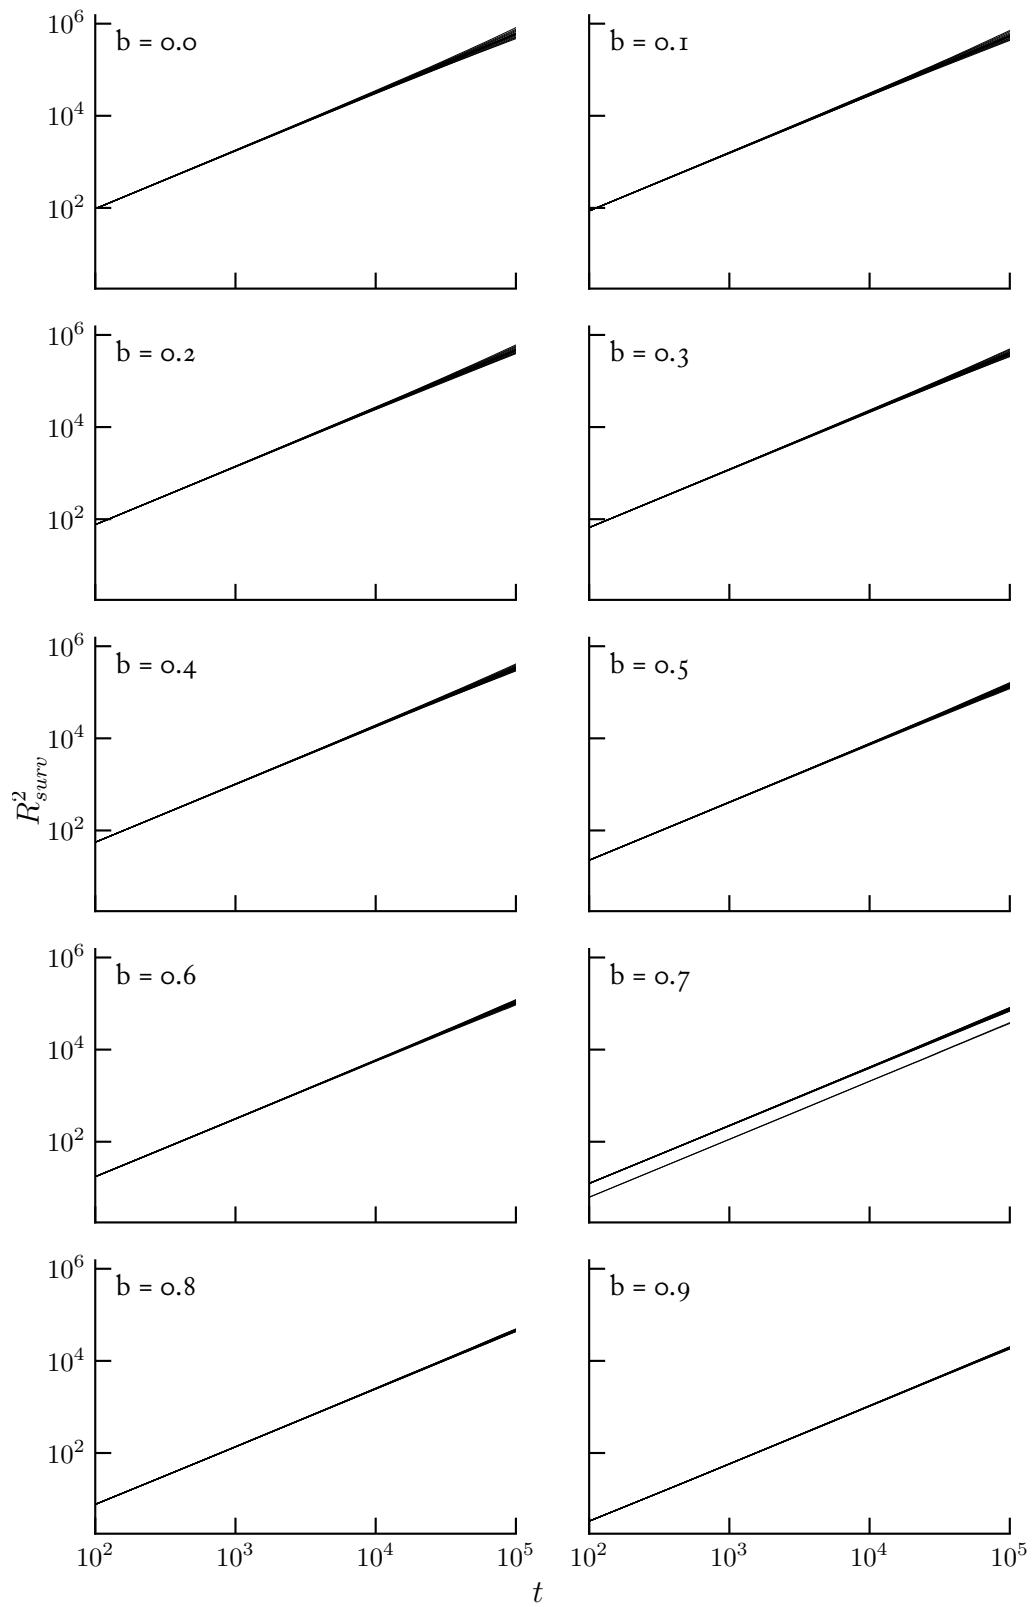 10^6
b = 0.0
10^4
10^2
b = 0.1
10^6
b = 0.2
10^4
10^2
b = 0.3
10^6
b = 0.4
10^4
10^2
b = 0.5
R^2_{surv}
10^6
b = 0.6
10^4
10^2
b = 0.7
10^6
b = 0.8
10^4
10^2
b = 0.9
10^2 10^3 10^4 10^5 10^2 10^3 10^4 10^5
t